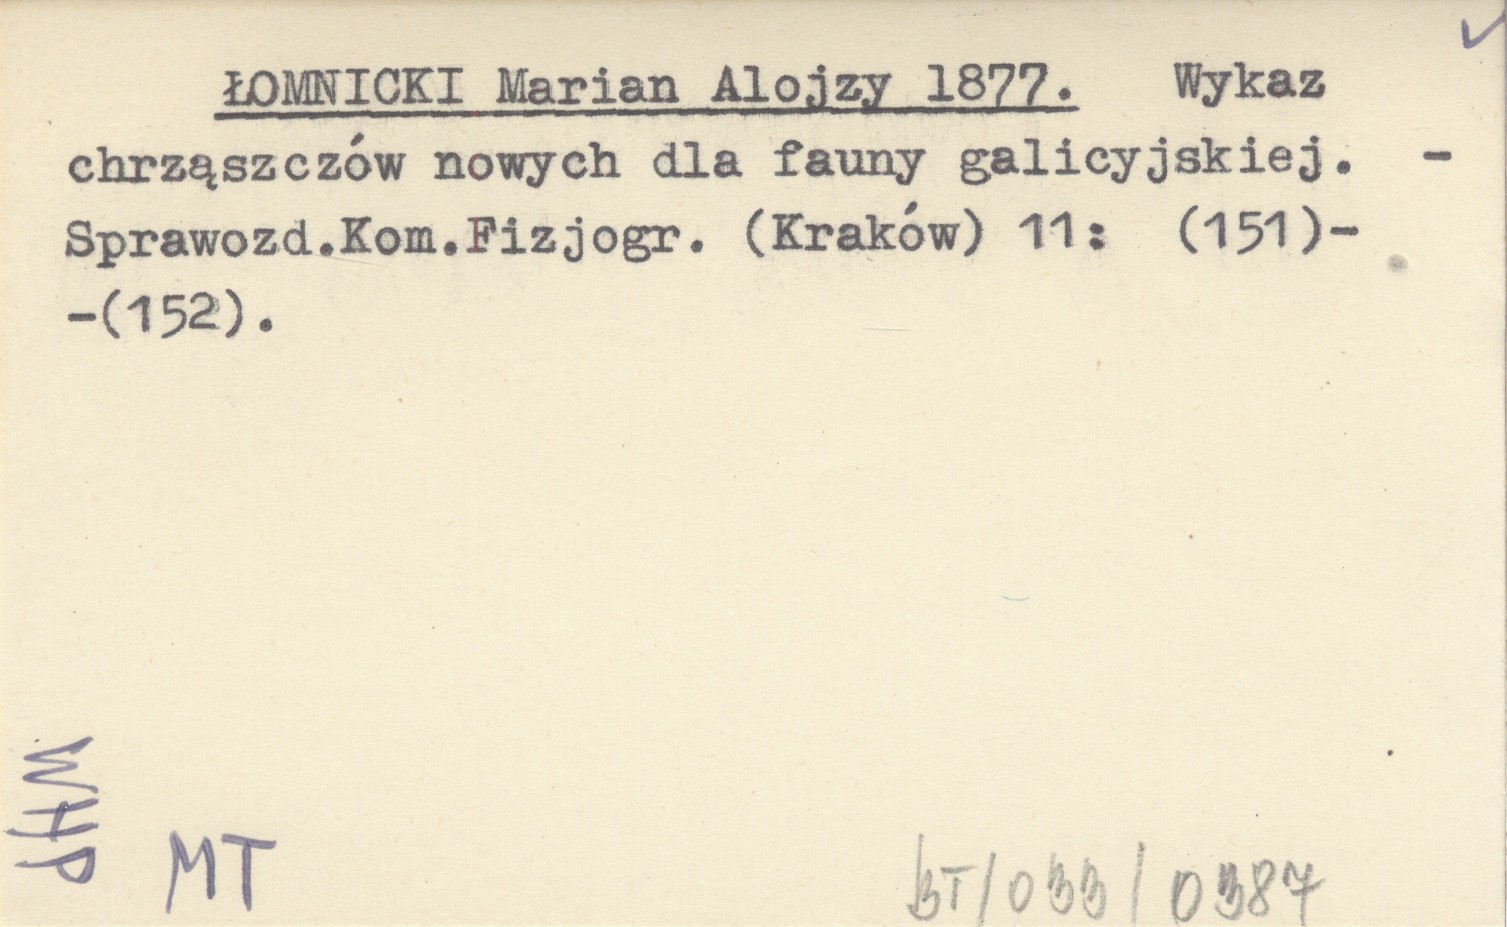 ŁOMNICKI Marian Alojzy 1877. Wykaz
chrząszczów nowych dla fauny galicyjskiej. -
Sprawozd.Kom.Fizjogr. (Kraków) 11: (151)-
-(152).
WHP
MT
BT/033/0387